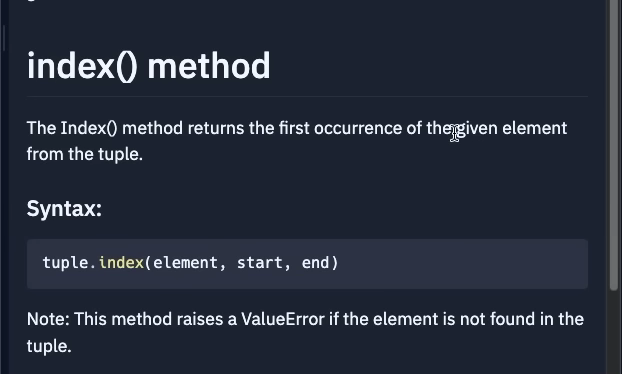 index() method
The Index() method returns the first occurrence of the given element
from the tuple.
Syntax:
tuple.index(element, start, end)
Note: This method raises a ValueError if the element is not found in the
tuple.